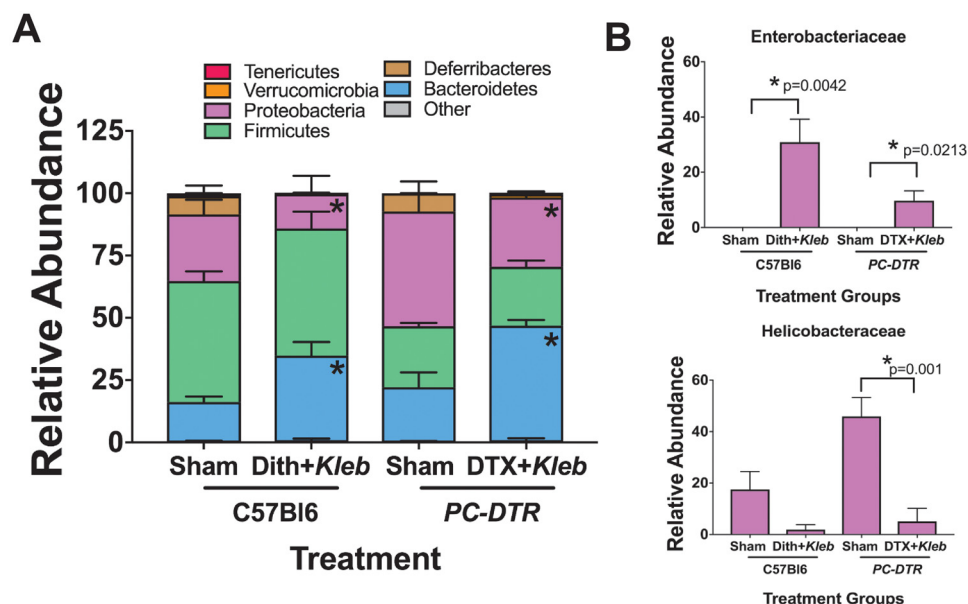 A
Tenericutes
Verrucomicrobia
Proteobacteria
Firmicutes
Deferribacteres
Bacteroidetes
Other
Relative Abundance
125
100
75
50
25
0
*
*
*
*
Sham Dith+Kleb Sham DTX+Kleb
C57Bl6 PC-DTR
Treatment
B
Enterobacteriaceae
Relative Abundance
60
40
20
0
* p=0.0042
* p=0.0213
Sham Dith+Kleb Sham DTX+Kleb
C57Bl6 PC-DTR
Treatment Groups
Helicobacteraceae
Relative Abundance
60
40
20
0
* p=0.001
Sham Dith+Kleb Sham DTX+Kleb
C57Bl6 PC-DTR
Treatment Groups